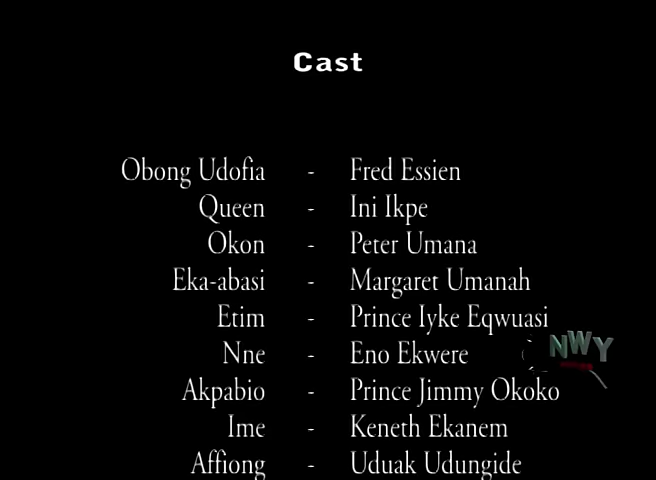 Cast
Obong Udofia - Fred Essien
Queen - Ini Ikpe
Okon - Peter Umana
Eka-abasi - Margaret Umanah
Etim - Prince Iyke Eqwuasi
Nne - Eno Ekwere
NWY
Akpabio - Prince Jimmy Okoko
Ime - Keneth Ekanem
Affiong - Uduak Udungide